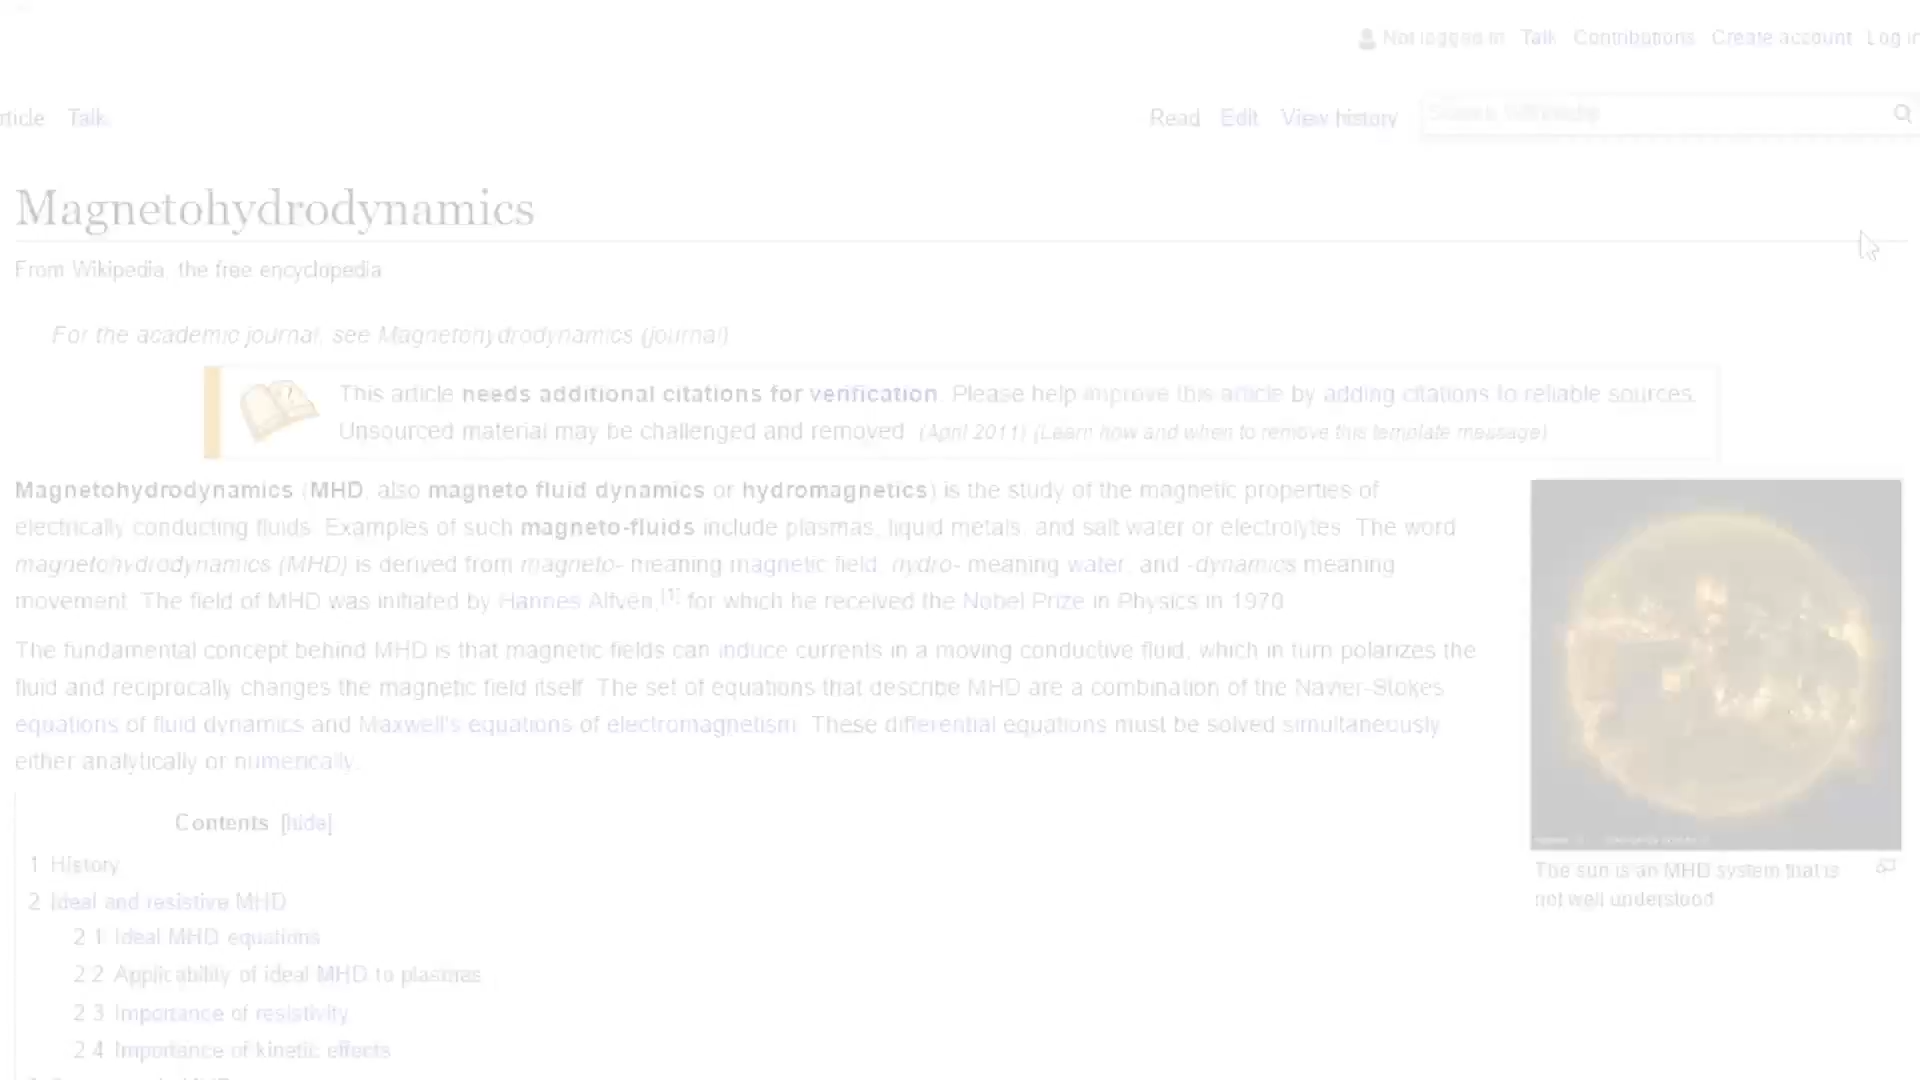 Not logged in Talk Contributions Create account Log in
rticle Talk
Read Edit View history Search Wikipedia
Magnetohydrodynamics
From Wikipedia, the free encyclopedia
For the academic journal, see Magnetohydrodynamics (journal)
This article needs additional citations for verification. Please help improve this article by adding citations to reliable sources.
Unsourced material may be challenged and removed. (April 2011) (Learn how and when to remove this template message)
Magnetohydrodynamics (MHD, also magneto fluid dynamics or hydromagnetics) is the study of the magnetic properties of
electrically conducting fluids. Examples of such magneto-fluids include plasmas, liquid metals, and salt water or electrolytes. The word
magnetohydrodynamics (MHD) is derived from magneto- meaning magnetic field, hydro- meaning water, and -dynamics meaning
movement. The field of MHD was initiated by Hannes Alfvén,[1] for which he received the Nobel Prize in Physics in 1970
The fundamental concept behind MHD is that magnetic fields can induce currents in a moving conductive fluid, which in turn polarizes the
fluid and reciprocally changes the magnetic field itself. The set of equations that describe MHD are a combination of the Navier-Stokes
equations of fluid dynamics and Maxwell's equations of electromagnetism. These differential equations must be solved simultaneously
either analytically or numerically.
The sun is an MHD system that is
not well understood
Contents [hide]
1 History
2 Ideal and resistive MHD
2.1 Ideal MHD equations
2.2 Applicability of ideal MHD to plasmas
2.3 Importance of resistivity
2.4 Importance of kinetic effects